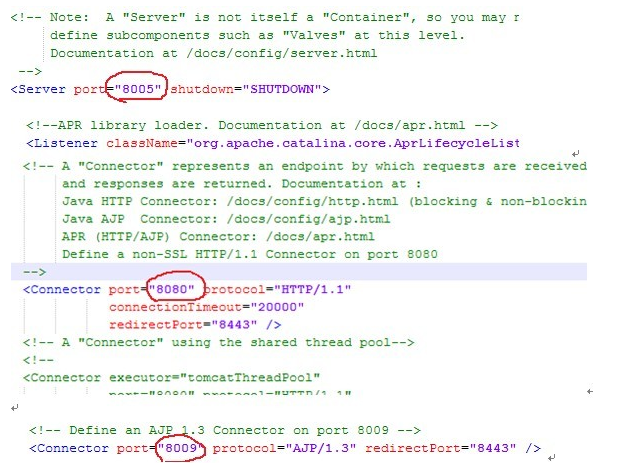 <!-- Note:  A "Server" is not itself a "Container", so you may n
define subcomponents such as "Valves" at this level.
Documentation at /docs/config/server.html
-->
<Server port="8005" shutdown="SHUTDOWN">
<!--APR library loader. Documentation at /docs/apr.html -->
<Listener className="org.apache.catalina.core.AprLifecycleList
<!-- A "Connector" represents an endpoint by which requests are received
and responses are returned. Documentation at :
Java HTTP Connector: /docs/config/http.html (blocking & non-blockin
Java AJP  Connector: /docs/config/ajp.html
APR (HTTP/AJP) Connector: /docs/apr.html
Define a non-SSL HTTP/1.1 Connector on port 8080
-->
<Connector port="8080" protocol="HTTP/1.1"
connectionTimeout="20000"
redirectPort="8443" />
<!-- A "Connector" using the shared thread pool-->
<!--
<Connector executor="tomcatThreadPool"
port="8080" protocol="HTTP/1.1"
<!-- Define an AJP 1.3 Connector on port 8009 -->
<Connector port="8009" protocol="AJP/1.3" redirectPort="8443" />